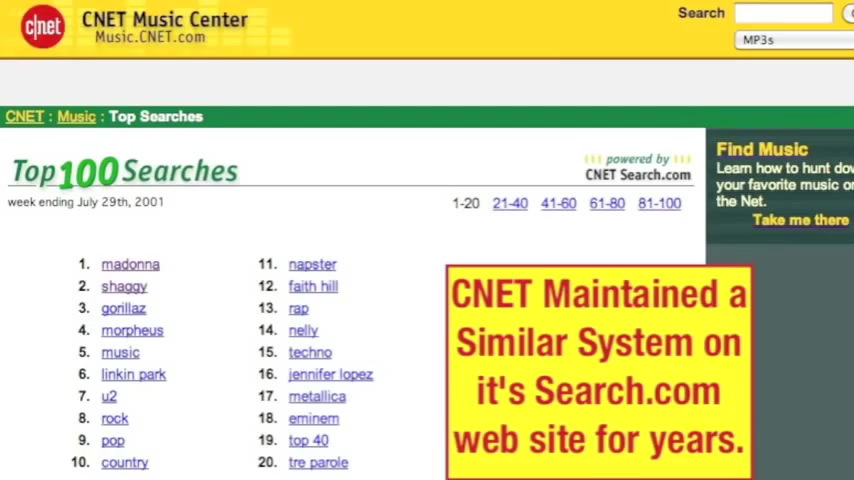 c|net
CNET Music Center
Music.CNET.com
Search
MP3s
CNET : Music : Top Searches
Top 100 Searches
powered by
CNET Search.com
week ending July 29th, 2001
1-20 21-40 41-60 61-80 81-100
Find Music
Learn how to hunt dow
your favorite music on
the Net.
Take me there
1. madonna
2. shaggy
3. gorillaz
4. morpheus
5. music
6. linkin park
7. u2
8. rock
9. pop
10. country
11. napster
12. faith hill
13. rap
14. nelly
15. techno
16. jennifer lopez
17. metallica
18. eminem
19. top 40
20. tre parole
CNET Maintained a
Similar System on
it's Search.com
web site for years.